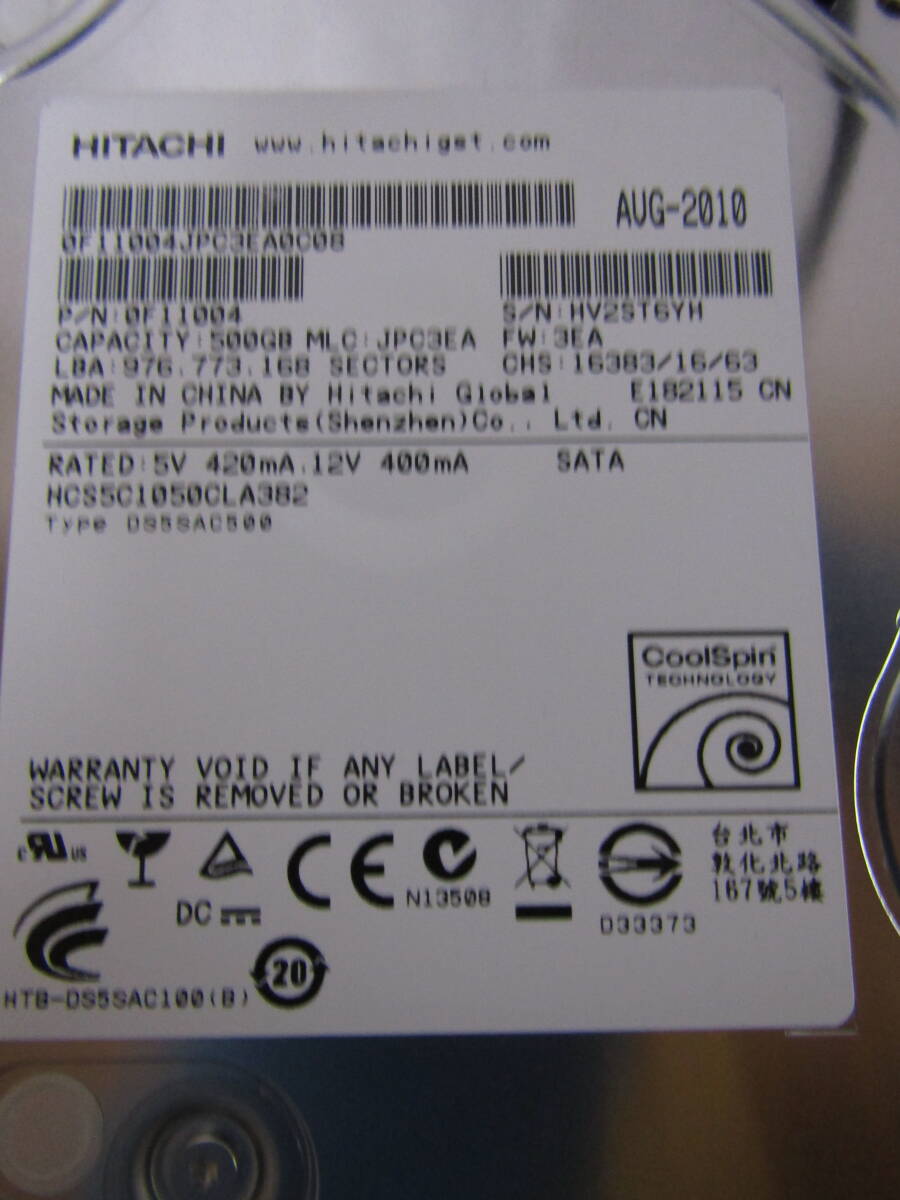 HITACHI www.hitachigst.com
AUG-2010
0F11004JPC3EA0C08
P/N:0F11004 S/N:HV2ST6YH
CAPACITY:500GB MLC:JPC3EA FW:3EA
LBA:976.773.168 SECTORS CHS:16383/16/63
MADE IN CHINA BY Hitachi Global E182115 CN
Storage Products(Shenzhen)Co., Ltd. CN
RATED:5V 420mA,12V 400mA SATA
HCS5C1050CLA382
Type DS5SAC500
CoolSpin
TECHNOLOGY
WARRANTY VOID IF ANY LABEL/
SCREW IS REMOVED OR BROKEN
c RU us
CE
N13508
DC
D33373
台北市
敦化北路
167號5樓
20
HTB-DS5SAC100(B)